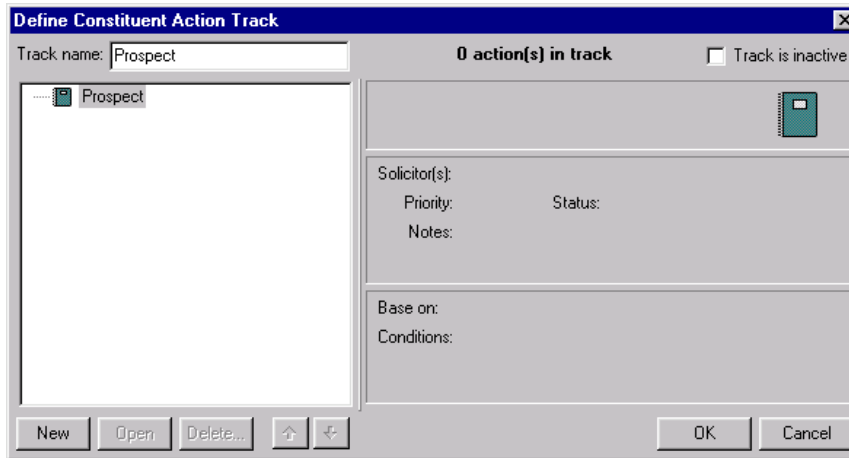 Define Constituent Action Track
Track name: Prospect 0 action(s) in track Track is inactive
Prospect
Solicitor(s):
Priority: Status:
Notes:
Base on:
Conditions:
New Open Delete... OK Cancel